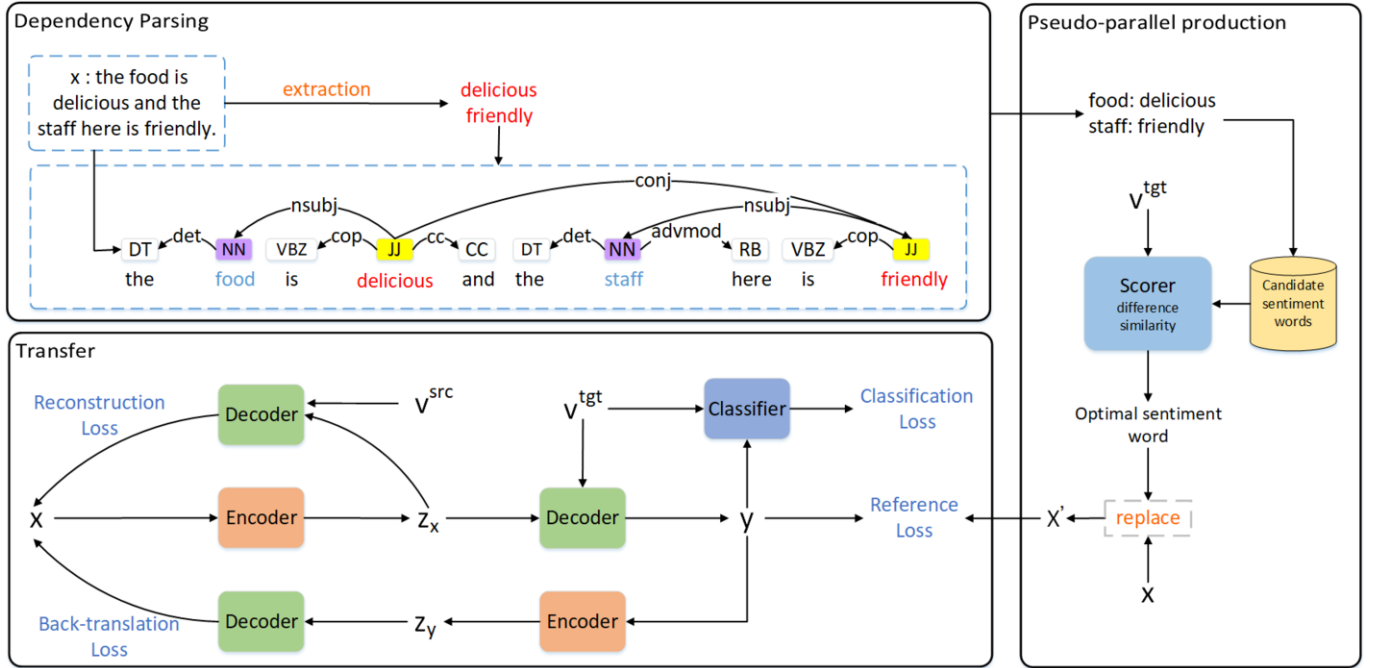 Dependency Parsing
x : the food is
delicious and the
staff here is friendly.
extraction
delicious
friendly
conj
nsubj
nsubj
det
cop
cc
det
advmod
cop
DT NN VBZ JJ CC DT NN RB VBZ JJ
the food is delicious and the staff here is friendly
Transfer
Reconstruction
Loss
Decoder
v^src
v^tgt
Classifier
Classification
Loss
x
Encoder
z_x
Decoder
y
Reference
Loss
Back-translation
Loss
Decoder
z_y
Encoder
Pseudo-parallel production
food: delicious
staff: friendly
v^tgt
Scorer
difference
similarity
Candidate
sentiment
words
Optimal sentiment
word
replace
X’
X